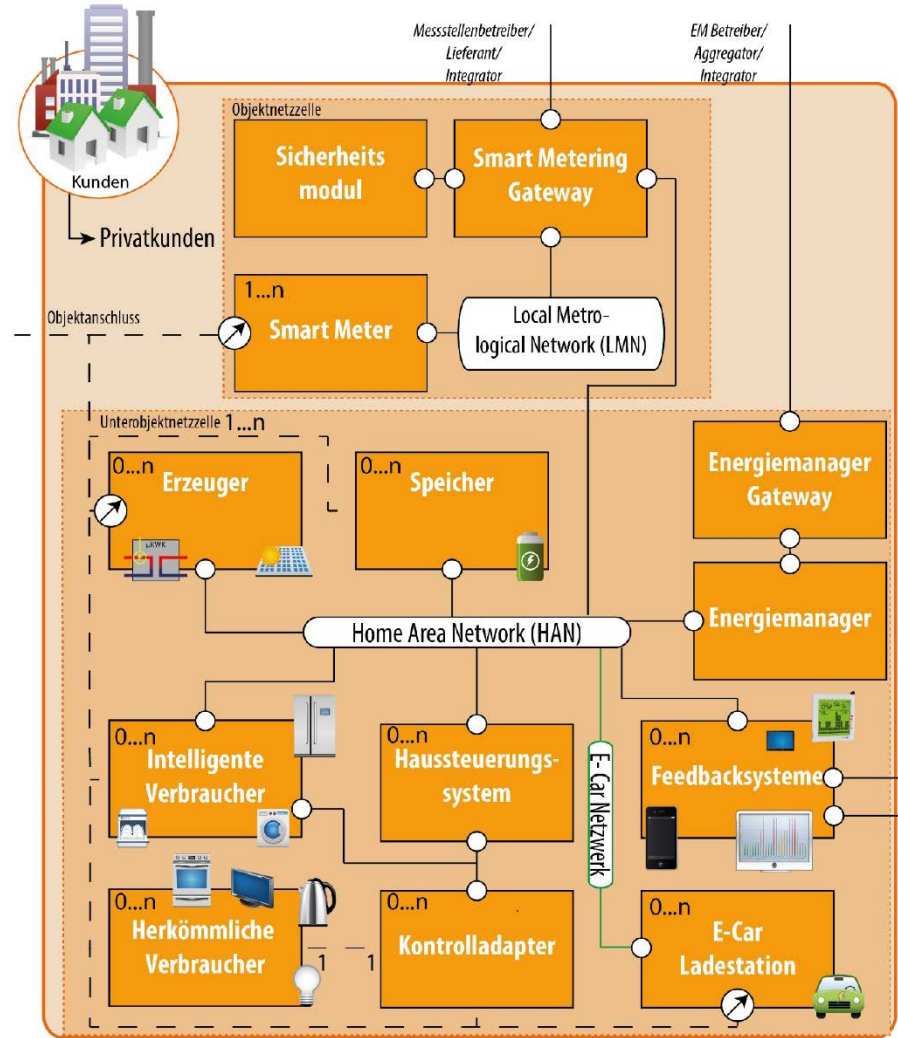 Messstellenbetreiber/
Lieferant/
Integrator
EM Betreiber/
Aggregator/
Integrator
Kunden
Privatkunden
Objektnetzzelle
Sicherheits
modul
Smart Metering
Gateway
Objektanschluss
1...n
Smart Meter
Local Metro-
logical Network (LMN)
Unterobjektnetzzelle 1...n
0...n
Erzeuger
µKWK
0...n
Speicher
Energiemanager
Gateway
Energiemanager
Home Area Network (HAN)
0...n
Intelligente
Verbraucher
0...n
Haussteuerungs-
system
E- Car Netzwerk
0...n
Feedbacksysteme
0...n
Herkömmliche
Verbraucher
1 1
0...n
Kontrolladapter
0...n
E-Car
Ladestation